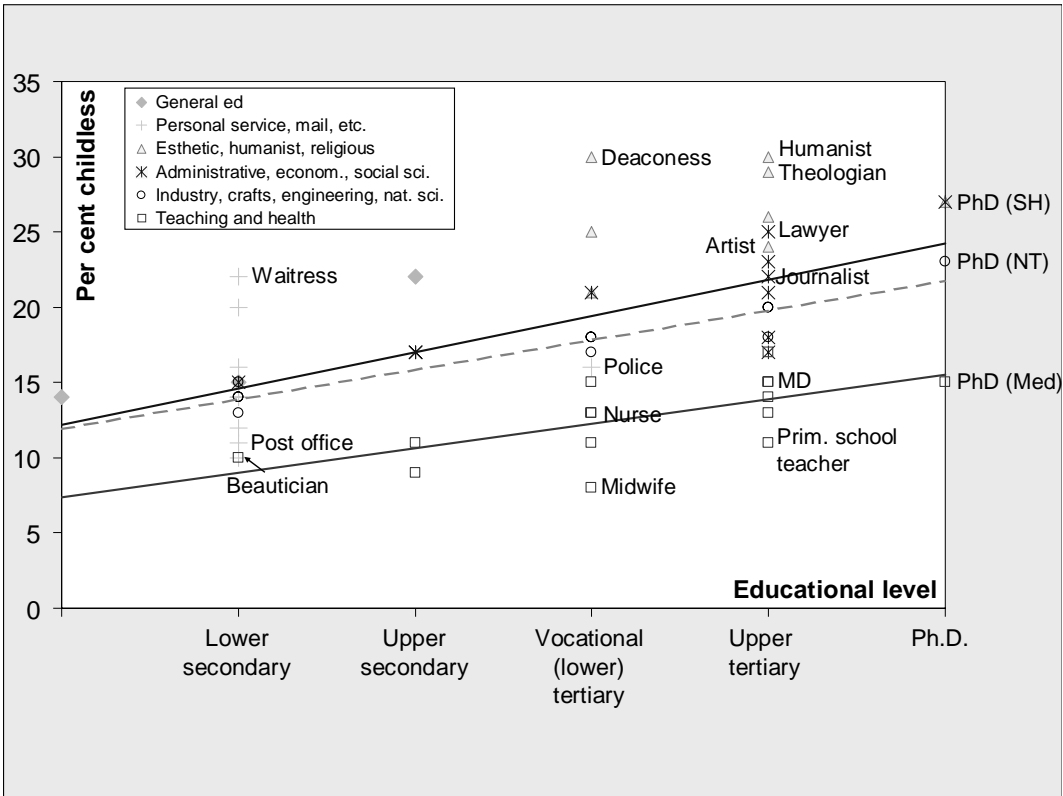 Per cent childless
35
30
25
20
15
10
5
0
General ed
Personal service, mail, etc.
Esthetic, humanist, religious
Administrative, econom., social sci.
Industry, crafts, engineering, nat. sci.
Teaching and health
Deaconess
Humanist
Theologian
PhD (SH)
Lawyer
Artist
PhD (NT)
Waitress
Journalist
Police
MD
PhD (Med)
Nurse
Post office
Prim. school
teacher
Beautician
Midwife
Educational level
Lower
secondary
Upper
secondary
Vocational
(lower)
tertiary
Upper
tertiary
Ph.D.